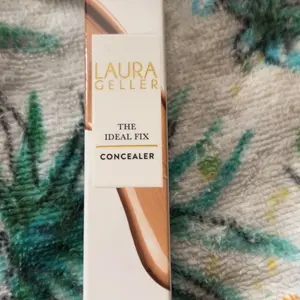 LAURA
GELLER
THE
IDEAL FIX
CONCEALER